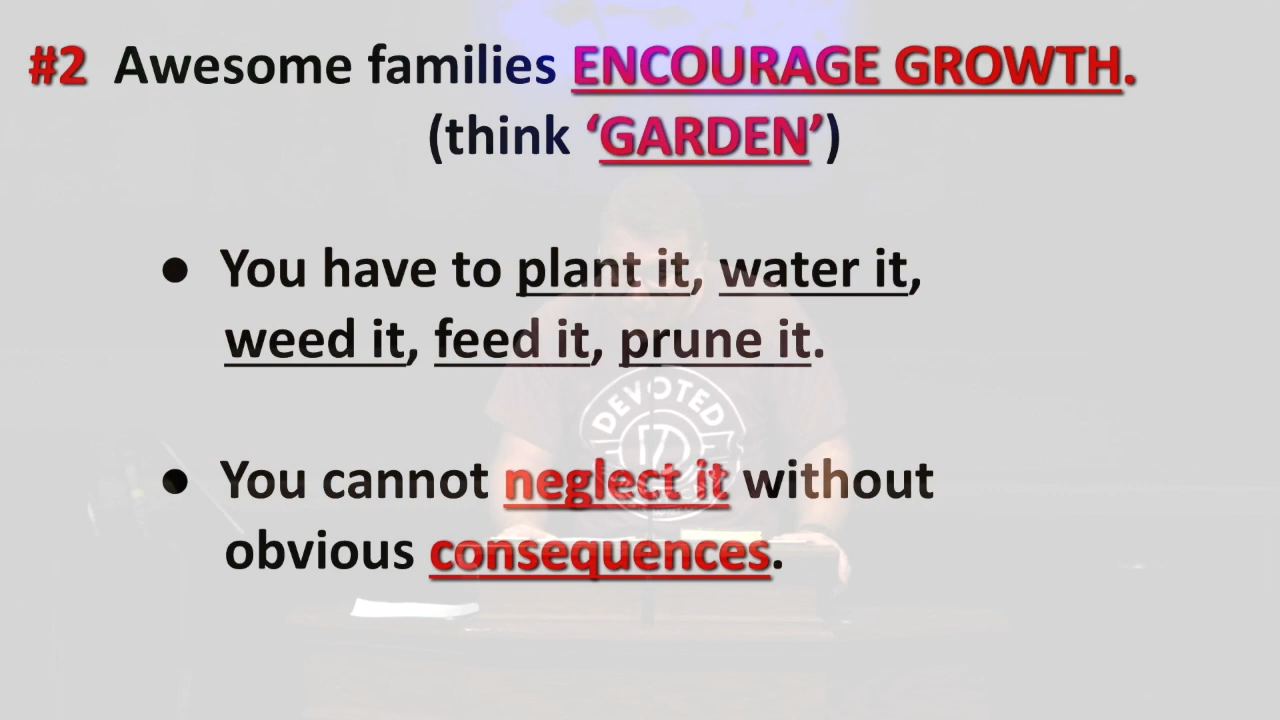 #2 Awesome families ENCOURAGE GROWTH.
(think ‘GARDEN’)
● You have to plant it, water it,
weed it, feed it, prune it.
● You cannot neglect it without
obvious consequences.
DEVOTED